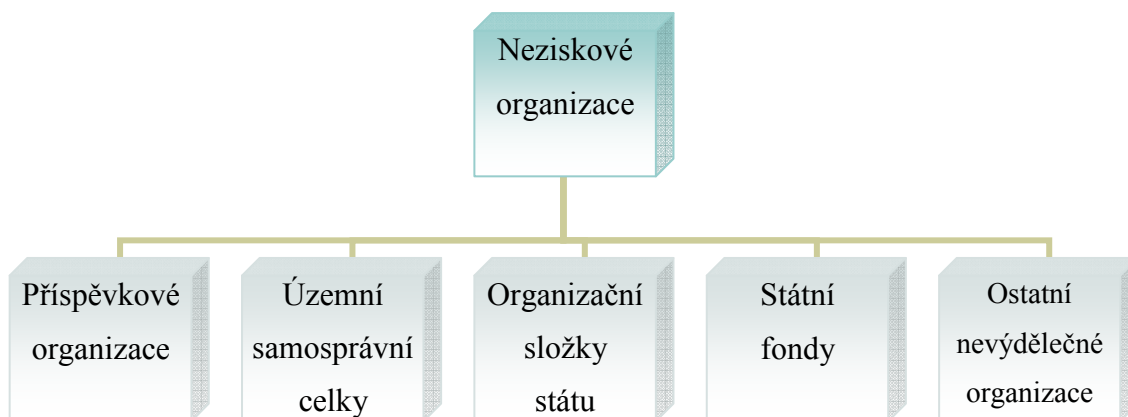 Neziskové
organizace
Příspěvkové
organizace
Územní
samosprávní
celky
Organizační
složky
státu
Státní
fondy
Ostatní
nevýdělečné
organizace